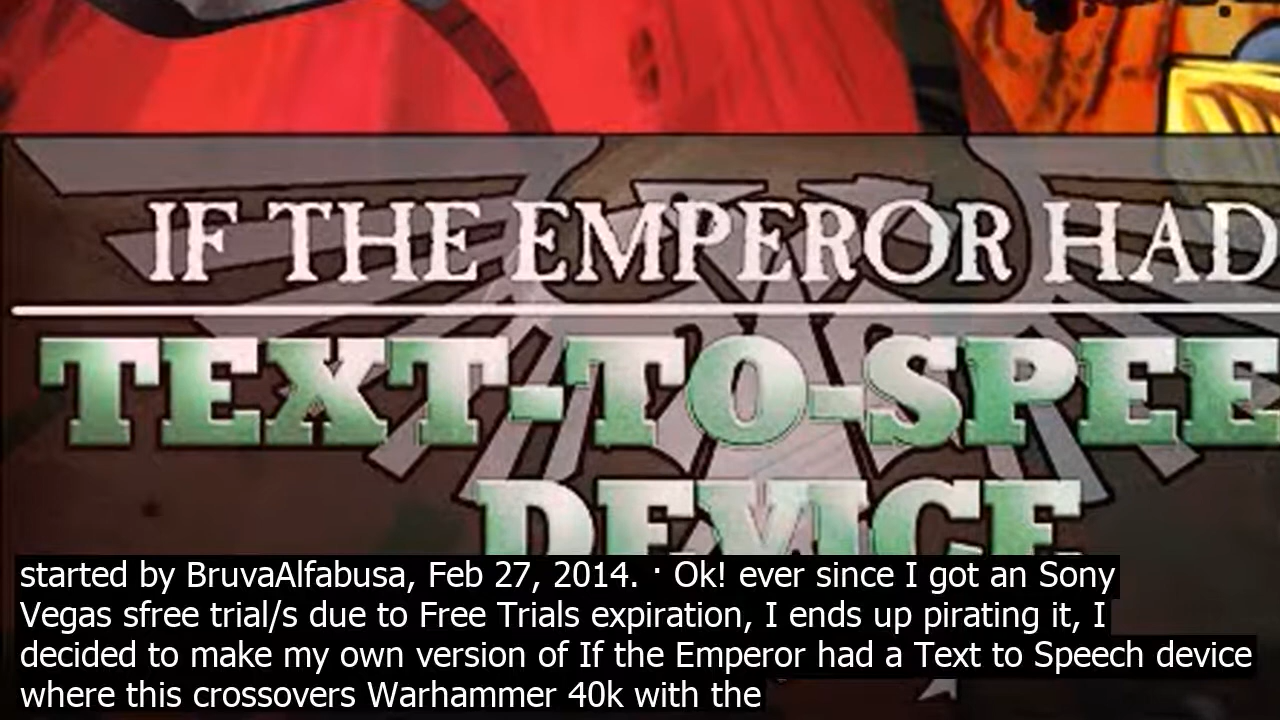 IF THE EMPEROR HAD
TEXT-TO-SPEE
DEVICE
started by BruvaAlfabusa, Feb 27, 2014. · Ok! ever since I got an Sony
Vegas sfree trial/s due to Free Trials expiration, I ends up pirating it, I
decided to make my own version of If the Emperor had a Text to Speech device
where this crossovers Warhammer 40k with the